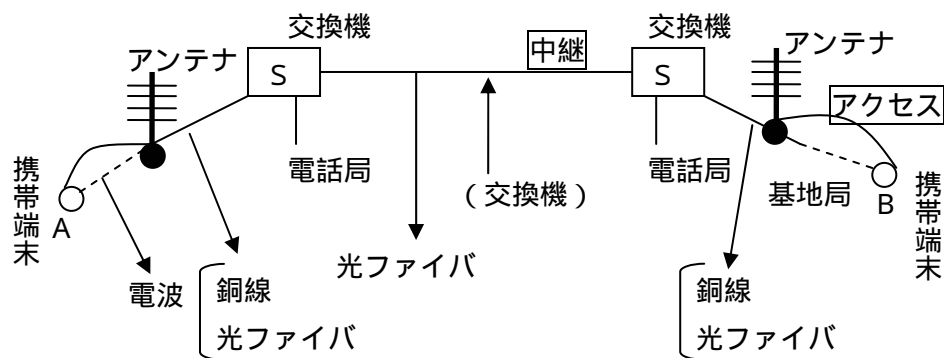 交換機
交換機
アンテナ
中継
アンテナ
S
S
アクセス
電話局
電話局
携帯端末
(交換機)
基地局
A
B
携帯端末
光ファイバ
電波
銅線
光ファイバ
銅線
光ファイバ